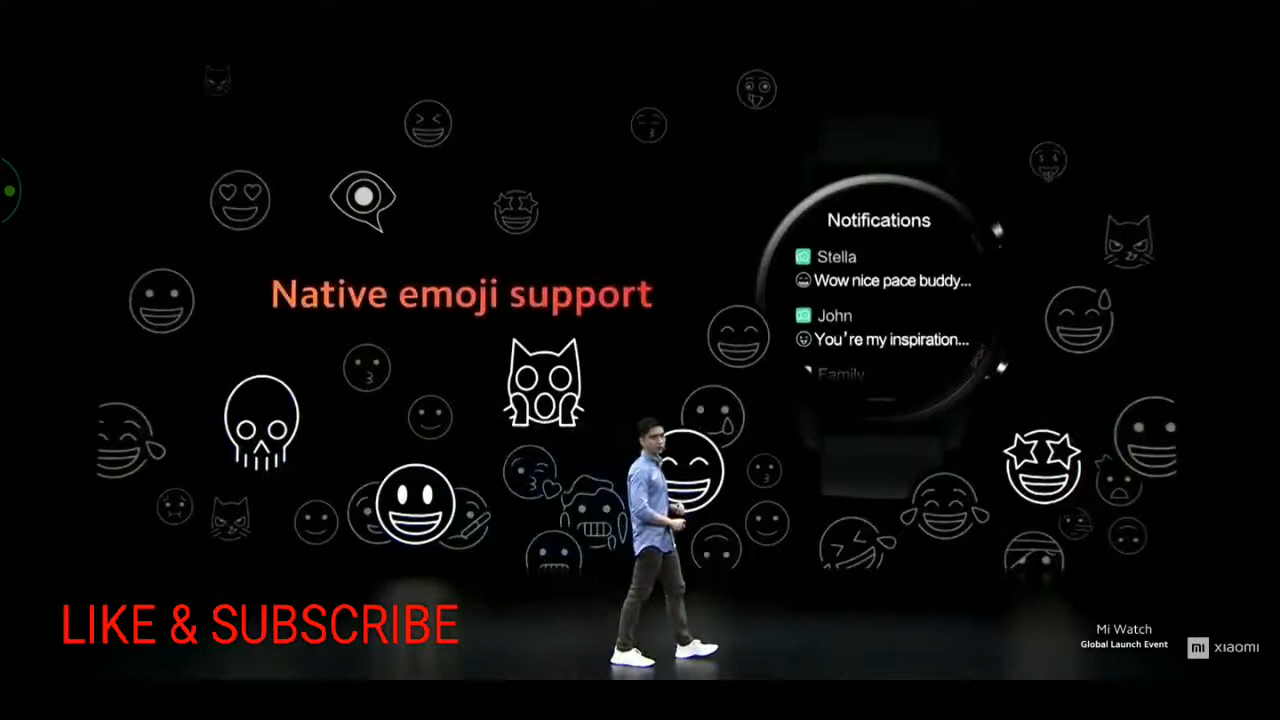 Native emoji support
Notifications
Stella
Wow nice pace buddy...
John
You're my inspiration...
Family
LIKE & SUBSCRIBE
Mi Watch
Global Launch Event
mi xiaomi